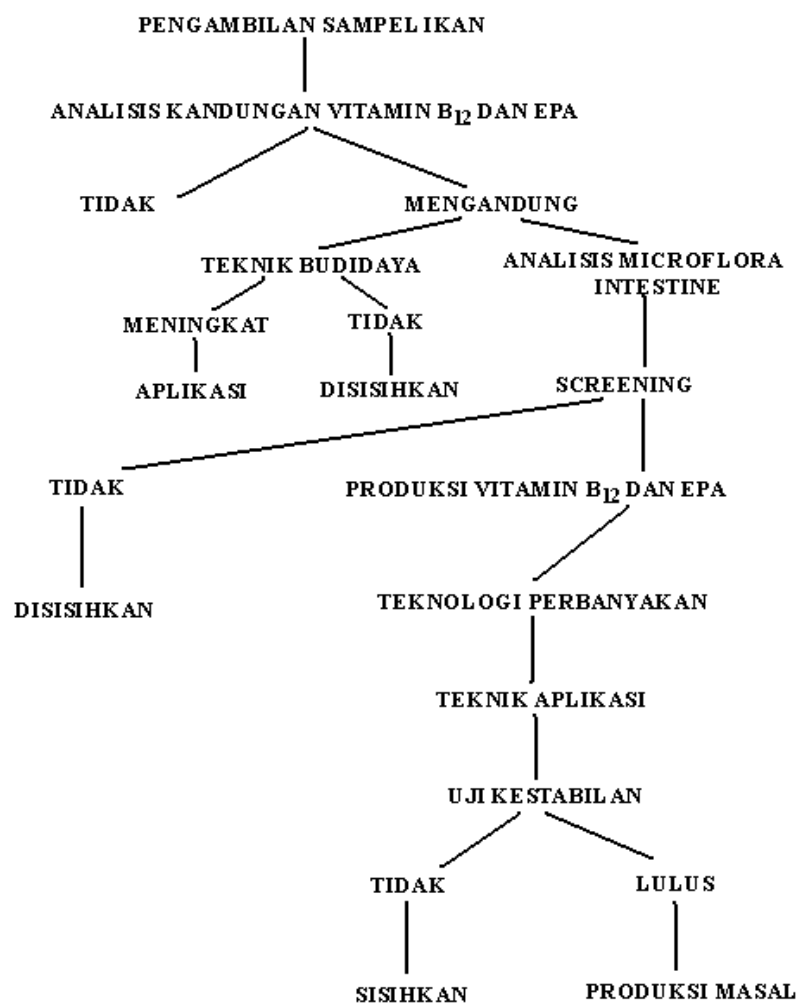 PENGAMBILAN SAMPEL IKAN
ANALISIS KANDUNGAN VITAMIN B12 DAN EPA
TIDAK
MENGANDUNG
TEKNIK BUDIDAYA
ANALISIS MICROFLORA
INTESTINE
MENINGKAT
TIDAK
APLIKASI
DISISIHKAN
SCREENING
TIDAK
PRODUKSI VITAMIN B12 DAN EPA
DISISIHKAN
TEKNOLOGI PERBANYAKAN
TEKNIK APLIKASI
UJI KESTABILAN
TIDAK
LULUS
SISIHKAN
PRODUKSI MASAL